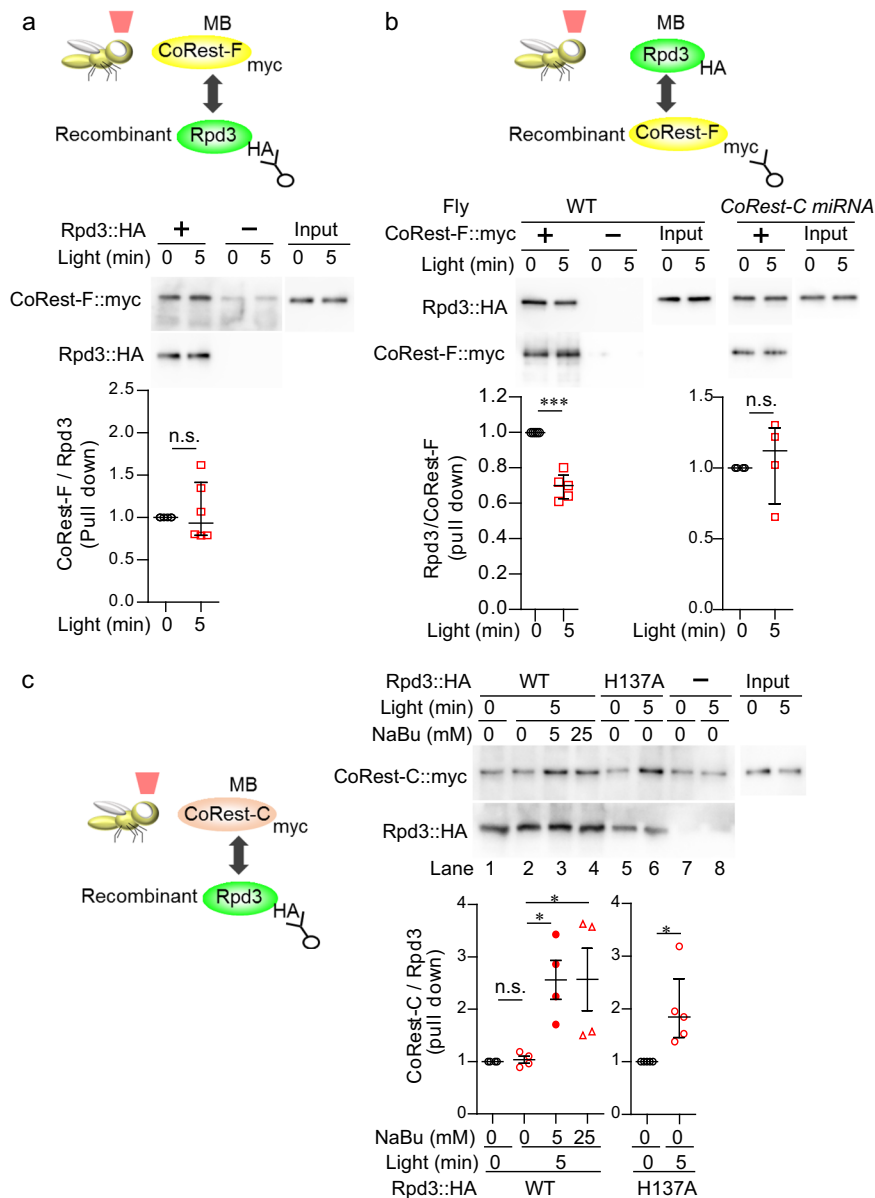 a
MB
CoRest-F
myc
Recombinant Rpd3
HA
Rpd3::HA + − Input
Light (min) 0 5 0 5 0 5
CoRest-F::myc
Rpd3::HA
2.5
2.0
1.5
1.0
0.5
0.0
n.s.
CoRest-F / Rpd3
(Pull down)
Light (min) 0 5
b
MB
Rpd3
HA
Recombinant CoRest-F
myc
Fly WT CoRest-C miRNA
CoRest-F::myc + − Input + Input
Light (min) 0 5 0 5 0 5 0 5 0 5
Rpd3::HA
CoRest-F::myc
1.2
1.0
0.8
0.6
0.4
0.2
0.0
***
Rpd3/CoRest-F
(pull down)
Light (min) 0 5
1.5
1.0
0.5
0.0
n.s.
Light (min) 0 5
c
MB
CoRest-C
myc
Recombinant Rpd3
HA
Rpd3::HA WT H137A − Input
Light (min) 0 5 0 5 0 5 0 5
NaBu (mM) 0 0 5 25 0 0 0 0
CoRest-C::myc
Rpd3::HA
Lane 1 2 3 4 5 6 7 8
4
3
2
1
0
n.s.
*
*
CoRest-C / Rpd3
(pull down)
4
3
2
1
0
*
NaBu (mM) 0 0 5 25 0 0
Light (min) 0 5 0 5
Rpd3::HA WT H137A